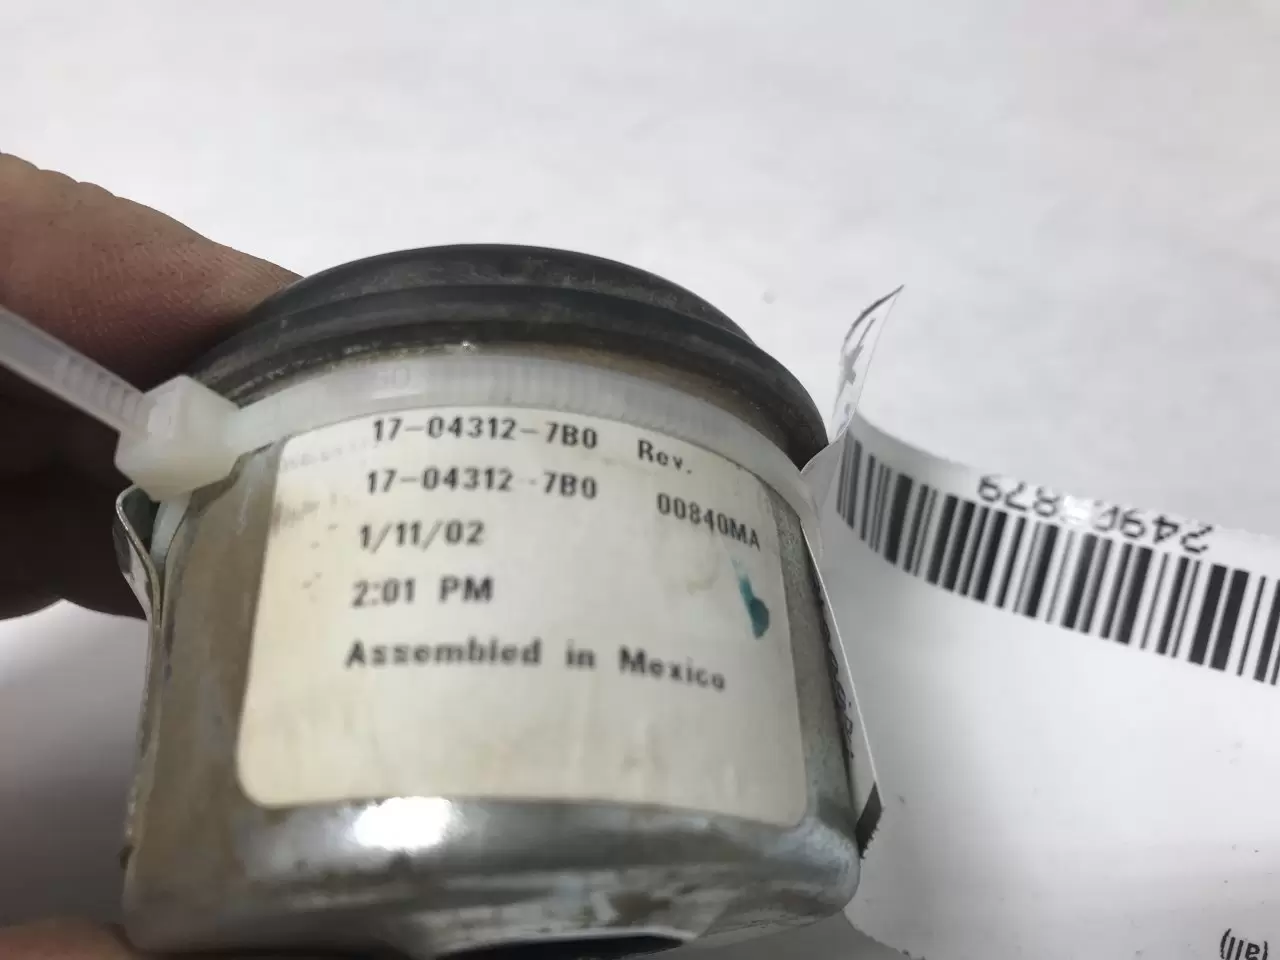 17-04312-7B0 Rev.
17-04312-7B0 00840MA
1/11/02
2:01 PM
Assembled in Mexico